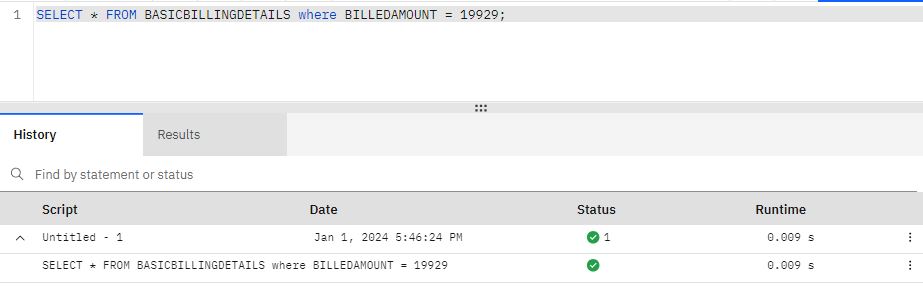 1 SELECT * FROM BASICBILLINGDETAILS where BILLEDAMOUNT = 19929;
History Results
Find by statement or status
Script Date Status Runtime
Untitled - 1 Jan 1, 2024 5:46:24 PM 1 0.009 s
SELECT * FROM BASICBILLINGDETAILS where BILLEDAMOUNT = 19929 0.009 s